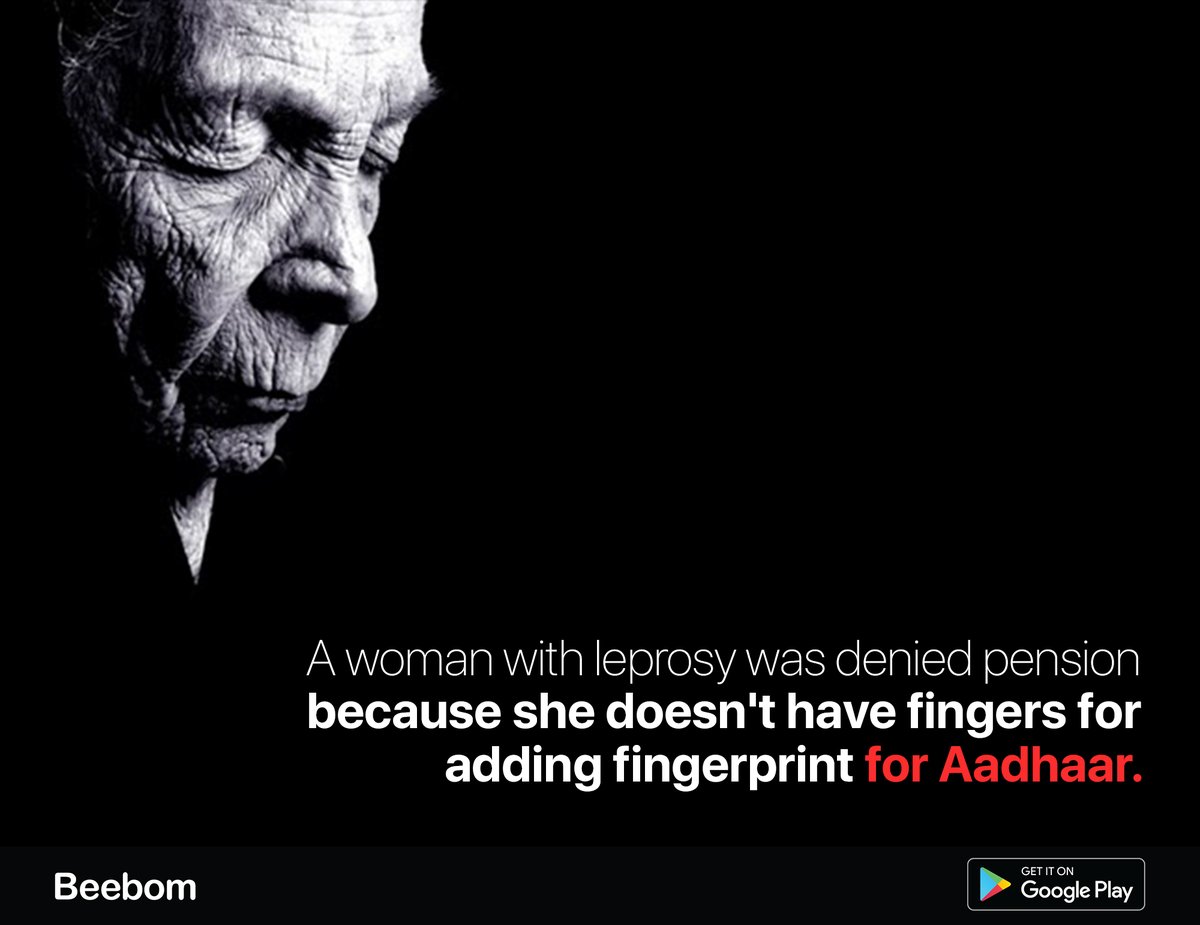 A woman with leprosy was denied pension
because she doesn't have fingers for
adding fingerprint for Aadhaar.
Beebom
GET IT ON
Google Play